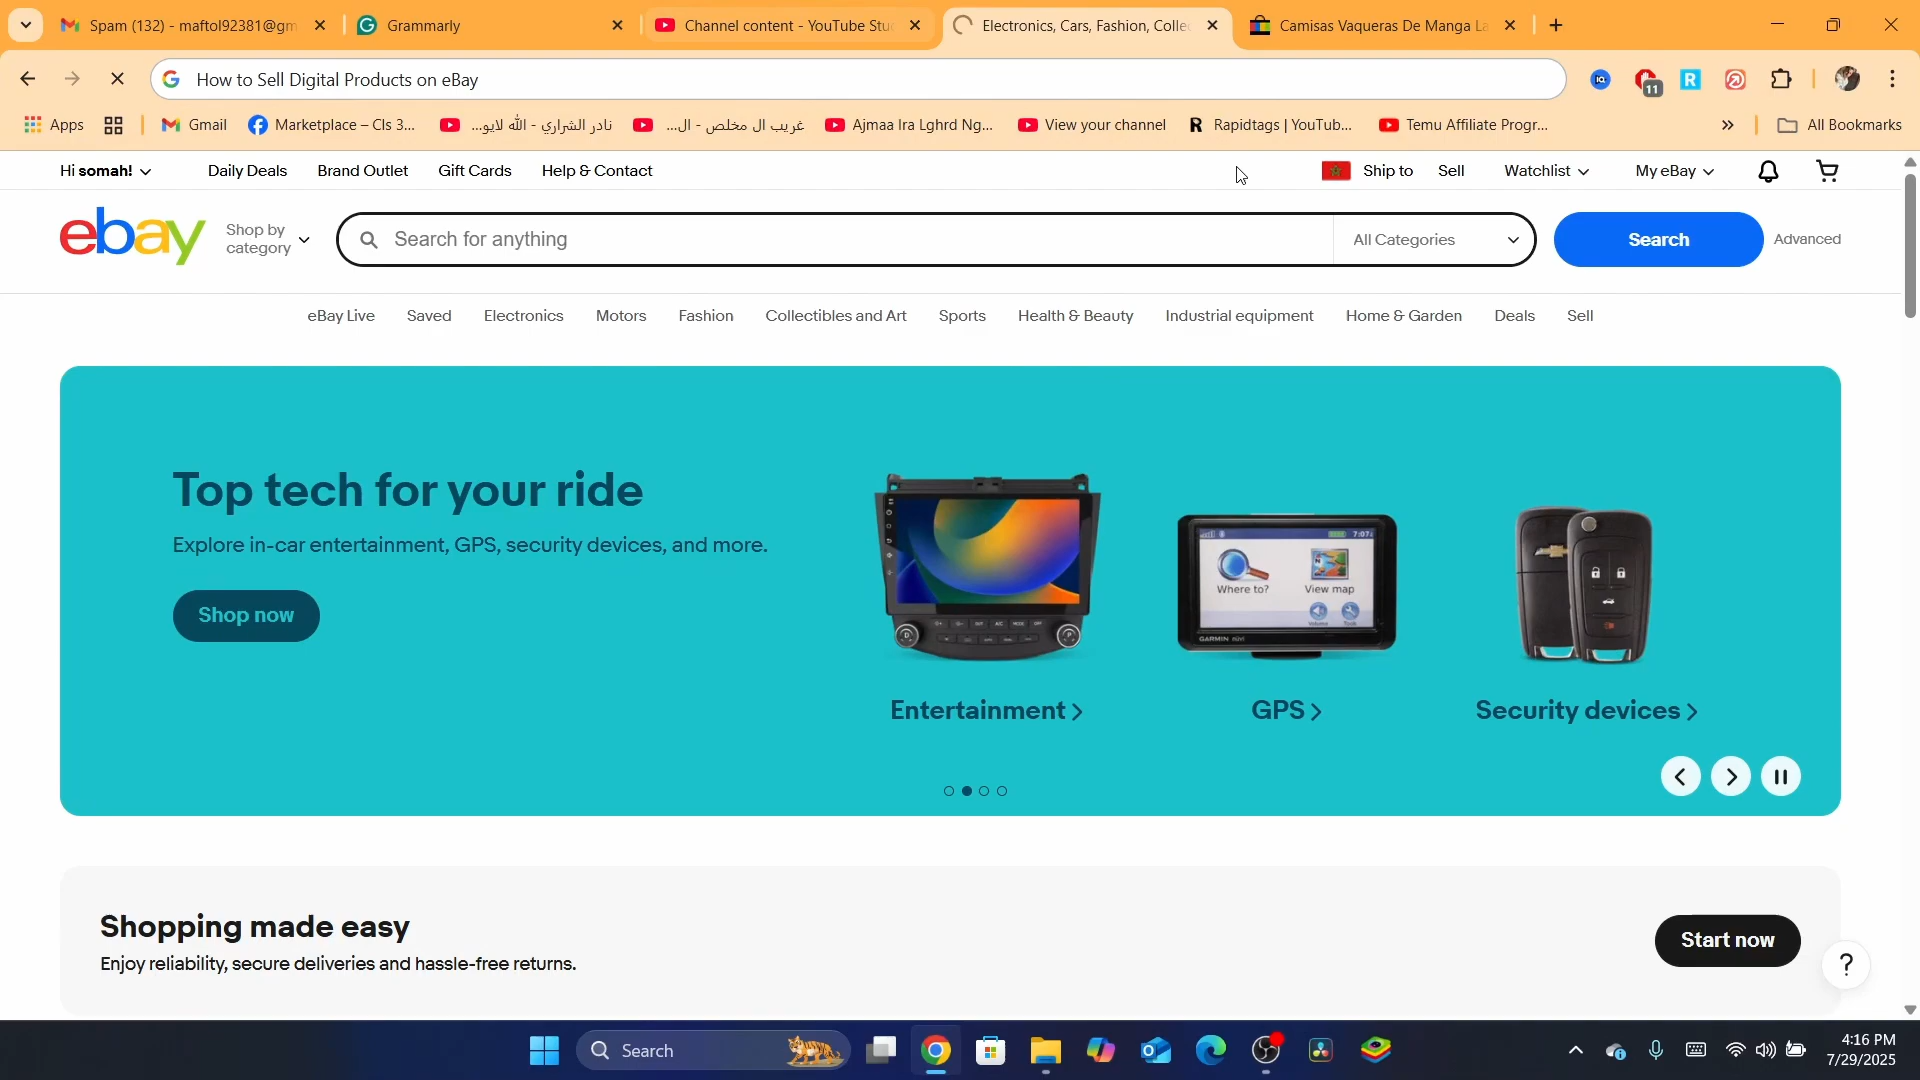 Spam (132) - maftol92381@gm
Grammarly
Channel content - YouTube Stu
Electronics, Cars, Fashion, Colle
Camisas Vaqueras De Manga La
How to Sell Digital Products on eBay
11
Apps
Gmail
Marketplace – Cls 3...
نادر الشراري - الله لايو...
غريب ال مخلص - ال...
Ajmaa Ira Lghrd Ng...
View your channel
Rapidtags | YouTub...
Temu Affiliate Progr...
All Bookmarks
Hi somah!
Daily Deals
Brand Outlet
Gift Cards
Help & Contact
Ship to
Sell
Watchlist
My eBay
ebay
Shop by
category
Search for anything
All Categories
Search
Advanced
eBay Live
Saved
Electronics
Motors
Fashion
Collectibles and Art
Sports
Health & Beauty
Industrial equipment
Home & Garden
Deals
Sell
Top tech for your ride
Explore in-car entertainment, GPS, security devices, and more.
Shop now
Where to?
View map
GARMIN
Entertainment
GPS
Security devices
Shopping made easy
Enjoy reliability, secure deliveries and hassle-free returns.
Start now
?
Search
4:16 PM
7/29/2025